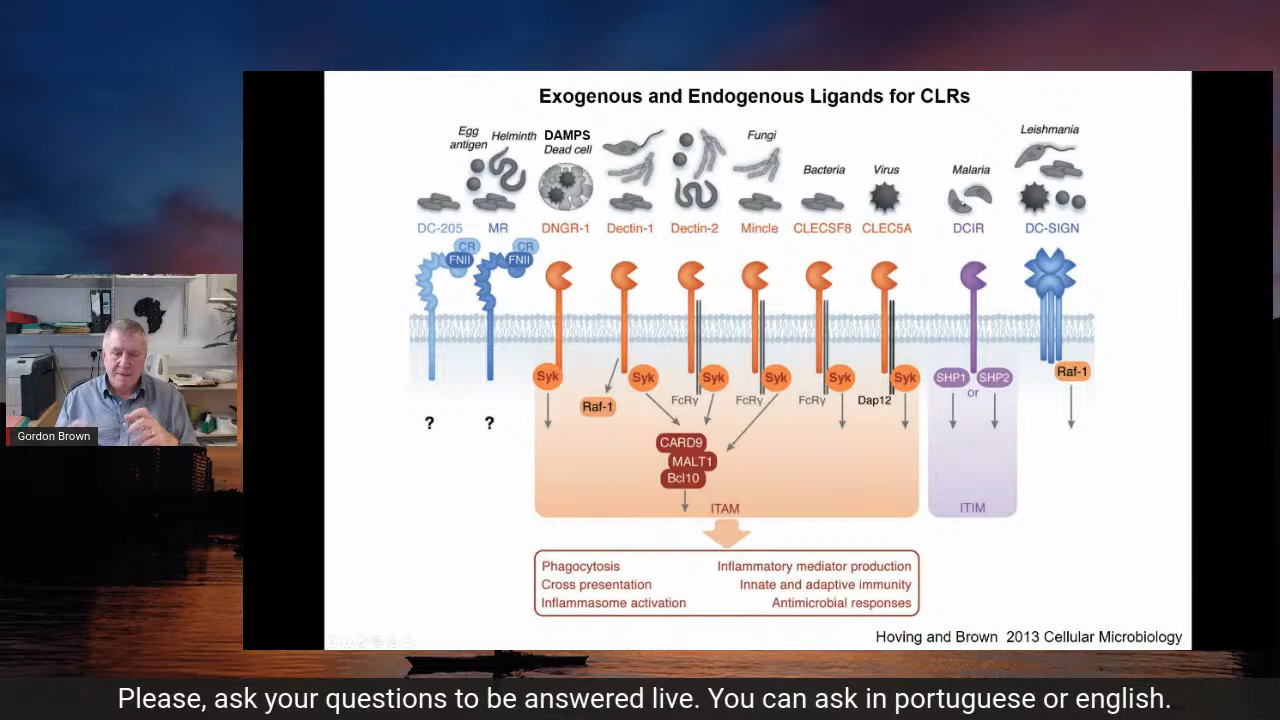 Exogenous and Endogenous Ligands for CLRs
Egg
antigen
Helminth
DAMPS
Dead cell
Fungi
Bacteria
Virus
Malaria
Leishmania
DC-205
MR
DNGR-1
Dectin-1
Dectin-2
Mincle
CLECSF8
CLEC5A
DCIR
DC-SIGN
CR
FNII
CR
FNII
Syk
Syk
Syk
Syk
Syk
Syk
SHP1
SHP2
or
Raf-1
Raf-1
FcRγ
FcRγ
FcRγ
Dap12
?
?
CARD9
MALT1
Bcl10
ITAM
ITIM
Phagocytosis
Cross presentation
Inflammasome activation
Inflammatory mediator production
Innate and adaptive immunity
Antimicrobial responses
Hoving and Brown 2013 Cellular Microbiology
Gordon Brown
Please, ask your questions to be answered live. You can ask in portuguese or english.